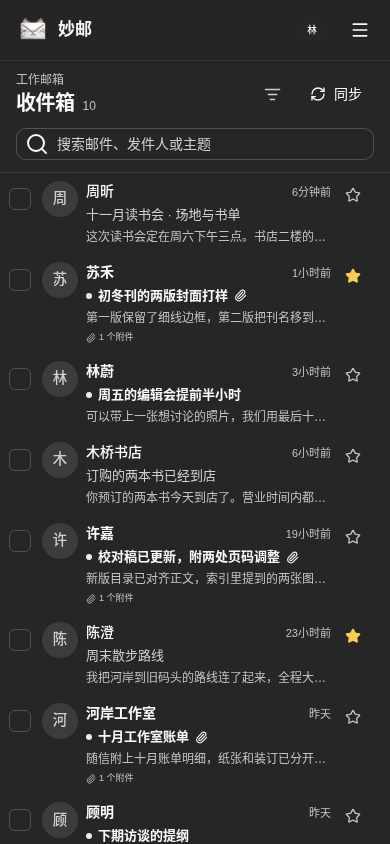 妙邮
林
工作邮箱
收件箱 10
同步
搜索邮件、发件人或主题
周 周昕 6分钟前
十一月读书会 · 场地与书单
这次读书会定在周六下午三点。书店二楼的…
苏 苏禾 1小时前
初冬刊的两版封面打样
第一版保留了细线边框，第二版把刊名移到…
1 个附件
林 林蔚 3小时前
周五的编辑会提前半小时
可以带上一张想讨论的照片，我们用最后十…
木 木桥书店 6小时前
订购的两本书已经到店
你预订的两本书今天到店了。营业时间内都…
许 许嘉 19小时前
校对稿已更新，附两处页码调整
新版目录已对齐正文，索引里提到的两张图…
1 个附件
陈 陈澄 23小时前
周末散步路线
我把河岸到旧码头的路线连了起来，全程大…
河 河岸工作室 昨天
十月工作室账单
随信附上十月账单明细，纸张和装订已分开…
1 个附件
顾 顾明 昨天
下期访谈的提纲